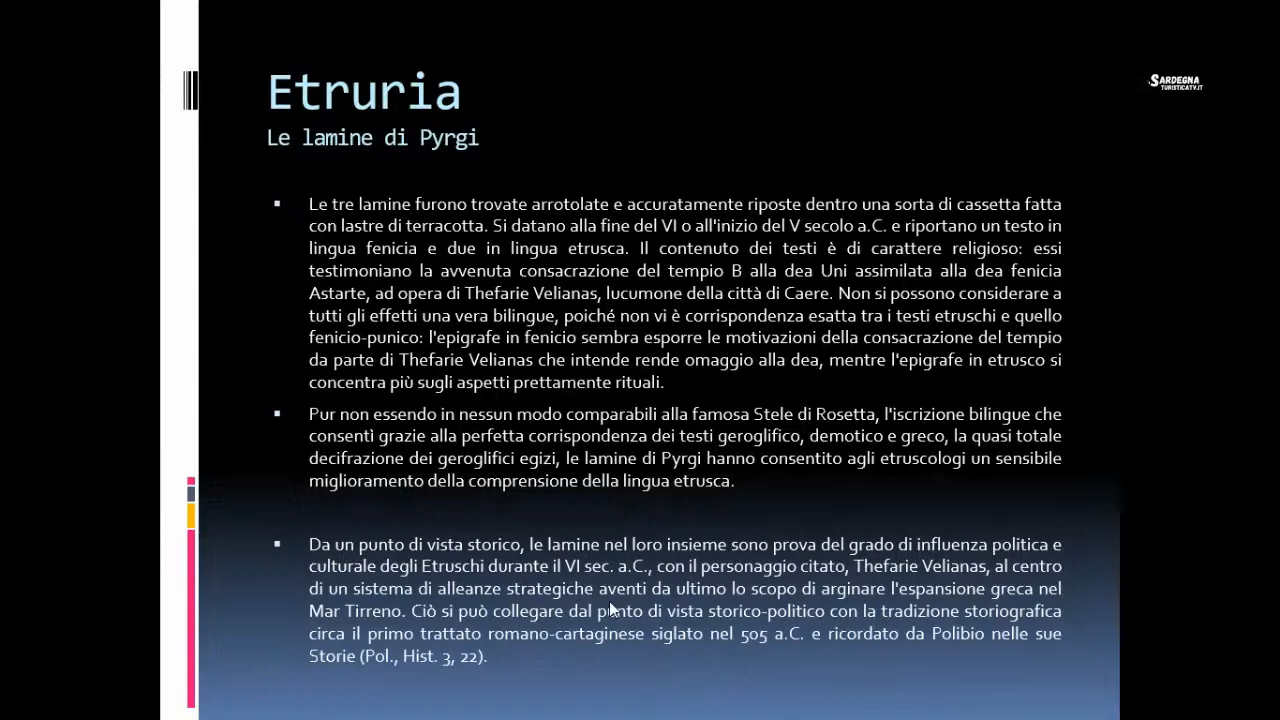 Etruria
Le lamine di Pyrgi
SARDEGNA
TURISTICATV.IT
▪ Le tre lamine furono trovate arrotolate e accuratamente riposte dentro una sorta di cassetta fatta
con lastre di terracotta. Si datano alla fine del VI o all'inizio del V secolo a.C. e riportano un testo in
lingua fenicia e due in lingua etrusca. Il contenuto dei testi è di carattere religioso: essi
testimoniano la avvenuta consacrazione del tempio B alla dea Uni assimilata alla dea fenicia
Astarte, ad opera di Thefarie Velianas, lucumone della città di Caere. Non si possono considerare a
tutti gli effetti una vera bilingue, poiché non vi è corrispondenza esatta tra i testi etruschi e quello
fenicio-punico: l'epigrafe in fenicio sembra esporre le motivazioni della consacrazione del tempio
da parte di Thefarie Velianas che intende rende omaggio alla dea, mentre l'epigrafe in etrusco si
concentra più sugli aspetti prettamente rituali.
▪ Pur non essendo in nessun modo comparabili alla famosa Stele di Rosetta, l'iscrizione bilingue che
consentì grazie alla perfetta corrispondenza dei testi geroglifico, demotico e greco, la quasi totale
decifrazione dei geroglifici egizi, le lamine di Pyrgi hanno consentito agli etruscologi un sensibile
miglioramento della comprensione della lingua etrusca.
▪ Da un punto di vista storico, le lamine nel loro insieme sono prova del grado di influenza politica e
culturale degli Etruschi durante il VI sec. a.C., con il personaggio citato, Thefarie Velianas, al centro
di un sistema di alleanze strategiche aventi da ultimo lo scopo di arginare l'espansione greca nel
Mar Tirreno. Ciò si può collegare dal punto di vista storico-politico con la tradizione storiografica
circa il primo trattato romano-cartaginese siglato nel 505 a.C. e ricordato da Polibio nelle sue
Storie (Pol., Hist. 3, 22).